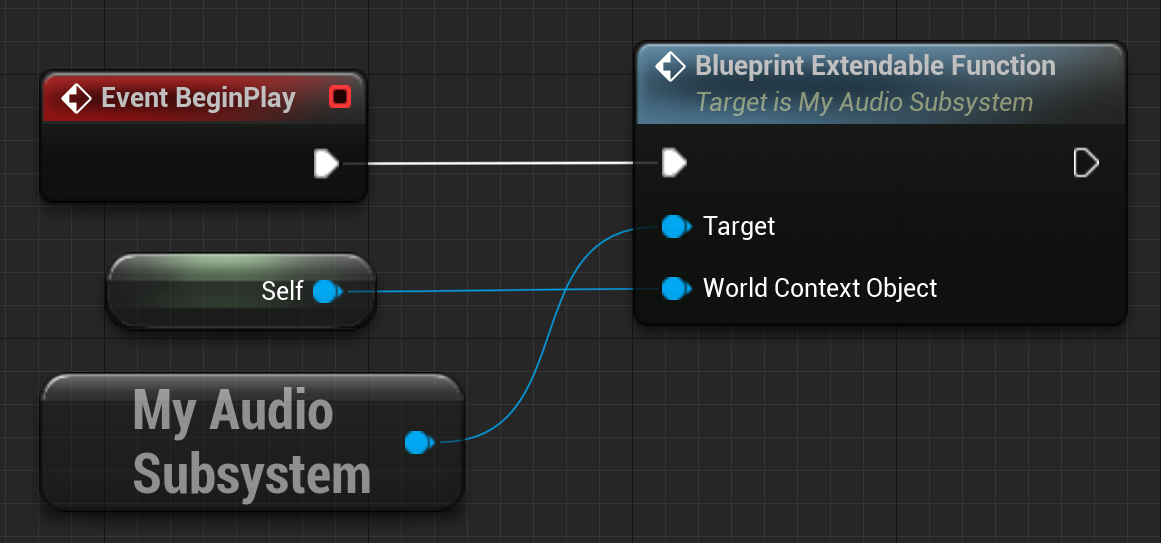 Event BeginPlay
Blueprint Extendable Function
Target is My Audio Subsystem
Target
Self
World Context Object
My Audio
Subsystem